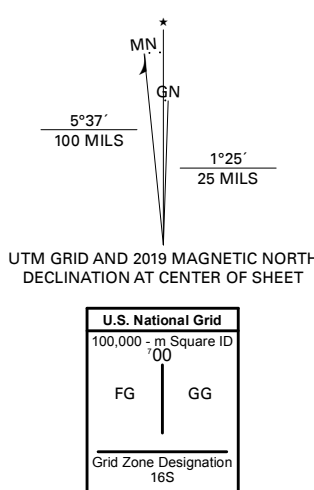 ★
MN
GN
5°37´
100 MILS
1°25´
25 MILS
UTM GRID AND 2019 MAGNETIC NORTH
DECLINATION AT CENTER OF SHEET
U.S. National Grid
100,000 - m Square ID
⁷00
FG GG
Grid Zone Designation
16S